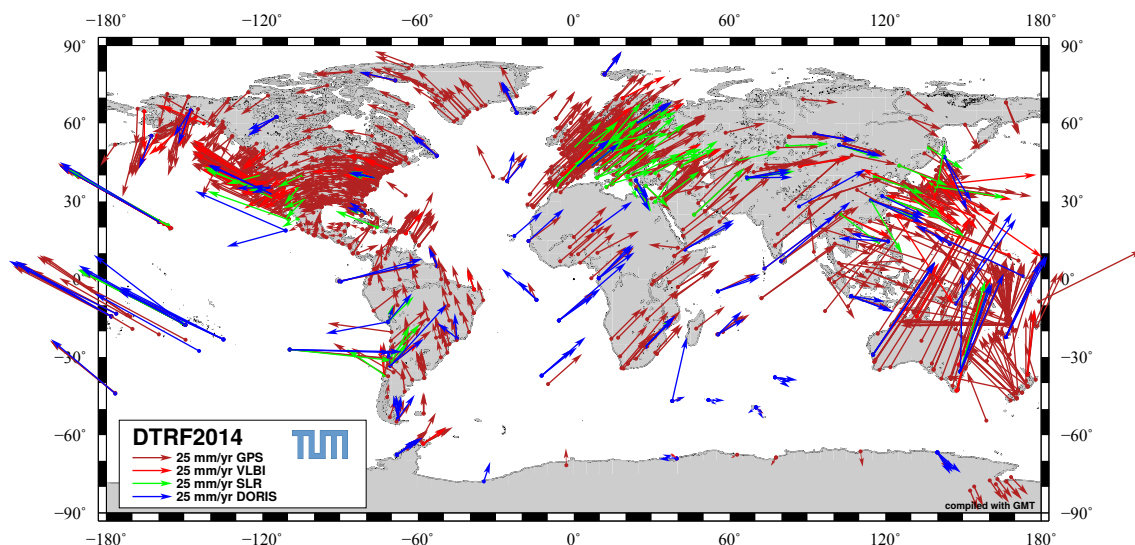 −180˚ −120˚ −60˚ 0˚ 60˚ 120˚ 180˚
90˚ 90˚
60˚ 60˚
30˚ 30˚
0˚ 0˚
−30˚ −30˚
−60˚ −60˚
−90˚ −90˚
DTRF2014 TUM
25 mm/yr GPS
25 mm/yr VLBI
25 mm/yr SLR
25 mm/yr DORIS
compiled with GMT
−180˚ −120˚ −60˚ 0˚ 60˚ 120˚ 180˚